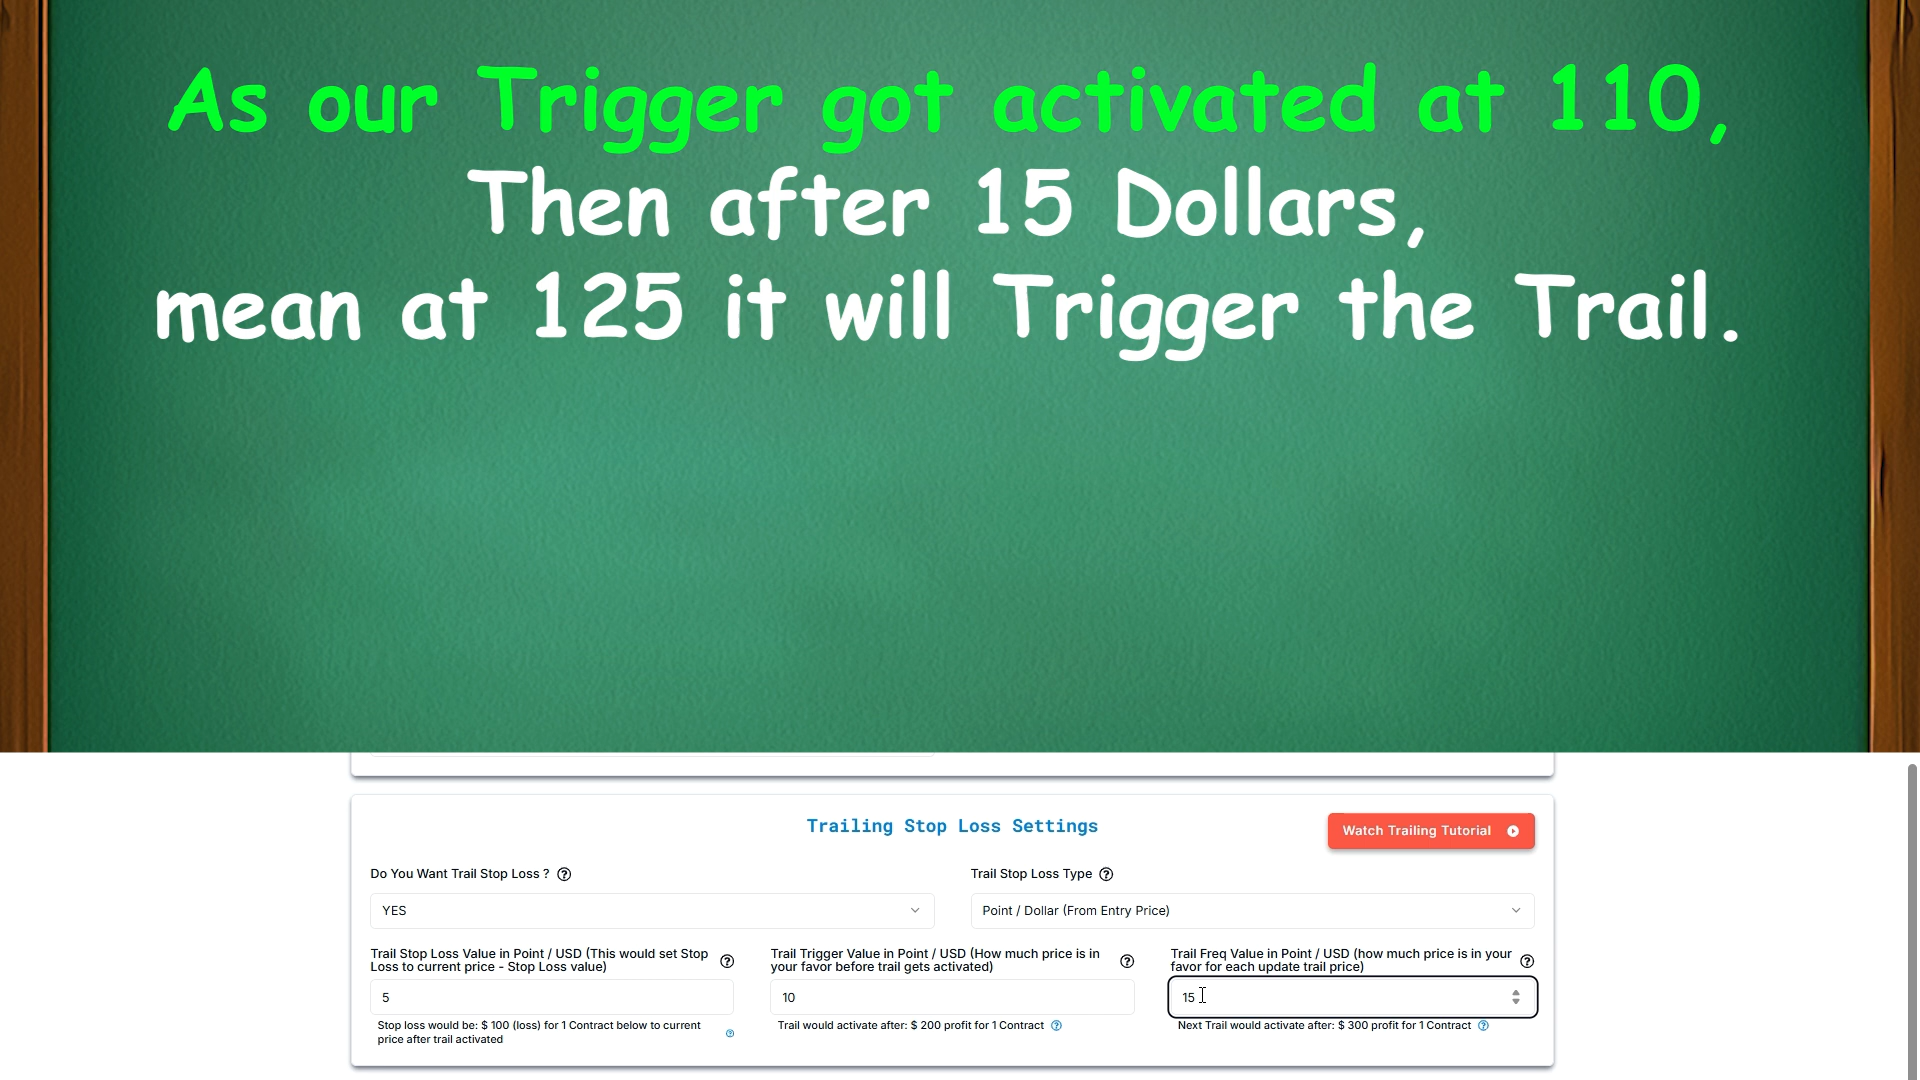 As our Trigger got activated at 110,
Then after 15 Dollars,
mean at 125 it will Trigger the Trail.
Trailing Stop Loss Settings
Watch Trailing Tutorial
Do You Want Trail Stop Loss ?
Trail Stop Loss Type
YES
Point / Dollar (From Entry Price)
Trail Stop Loss Value in Point / USD (This would set Stop
Loss to current price - Stop Loss value)
Trail Trigger Value in Point / USD (How much price is in
your favor before trail gets activated)
Trail Freq Value in Point / USD (how much price is in your
favor for each update trail price)
5
10
15
Stop loss would be: $ 100 (loss) for 1 Contract below to current
price after trail activated
Trail would activate after: $ 200 profit for 1 Contract
Next Trail would activate after: $ 300 profit for 1 Contract